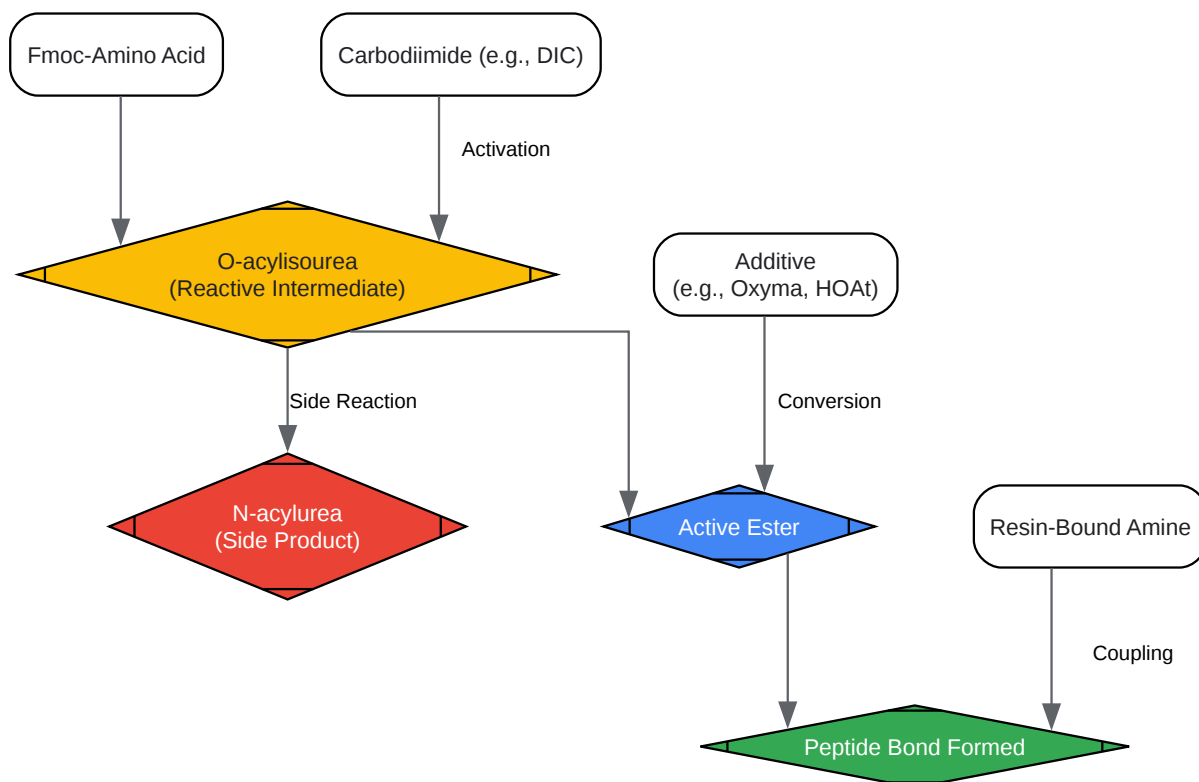 Fmoc-Amino Acid
Carbodiimide (e.g., DIC)
Activation
O-acylisourea
(Reactive Intermediate)
Additive
(e.g., Oxyma, HOAt)
Side Reaction
Conversion
N-acylurea
(Side Product)
Active Ester
Resin-Bound Amine
Coupling
Peptide Bond Formed